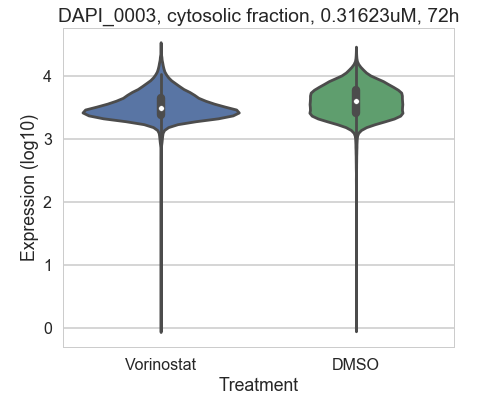 DAPI_0003, cytosolic fraction, 0.31623uM, 72h
Expression (log10)
4
3
2
1
0
Vorinostat DMSO
Treatment